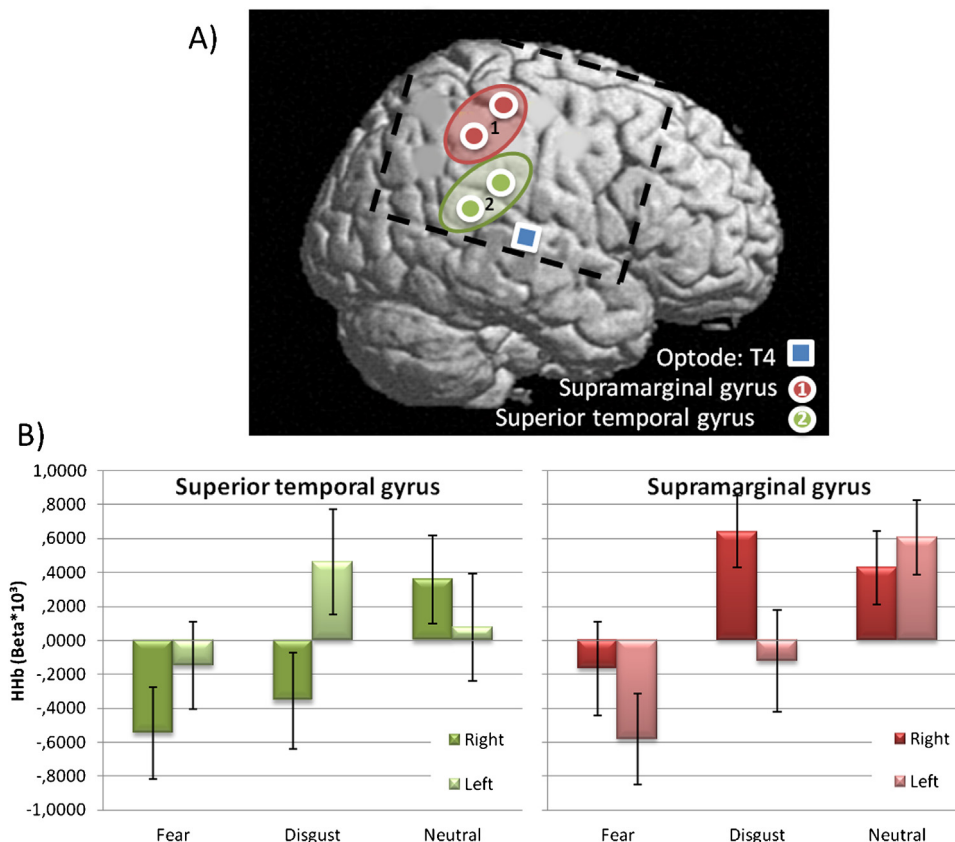 A)
1
2
Optode: T4
Supramarginal gyrus 1
Superior temporal gyrus 2
B)
HHb (Beta*10³)
1,0000
,8000
,6000
,4000
,2000
,0000
-,2000
-,4000
-,6000
-,8000
-1,0000
Superior temporal gyrus
Right
Left
Fear Disgust Neutral
Supramarginal gyrus
Right
Left
Fear Disgust Neutral